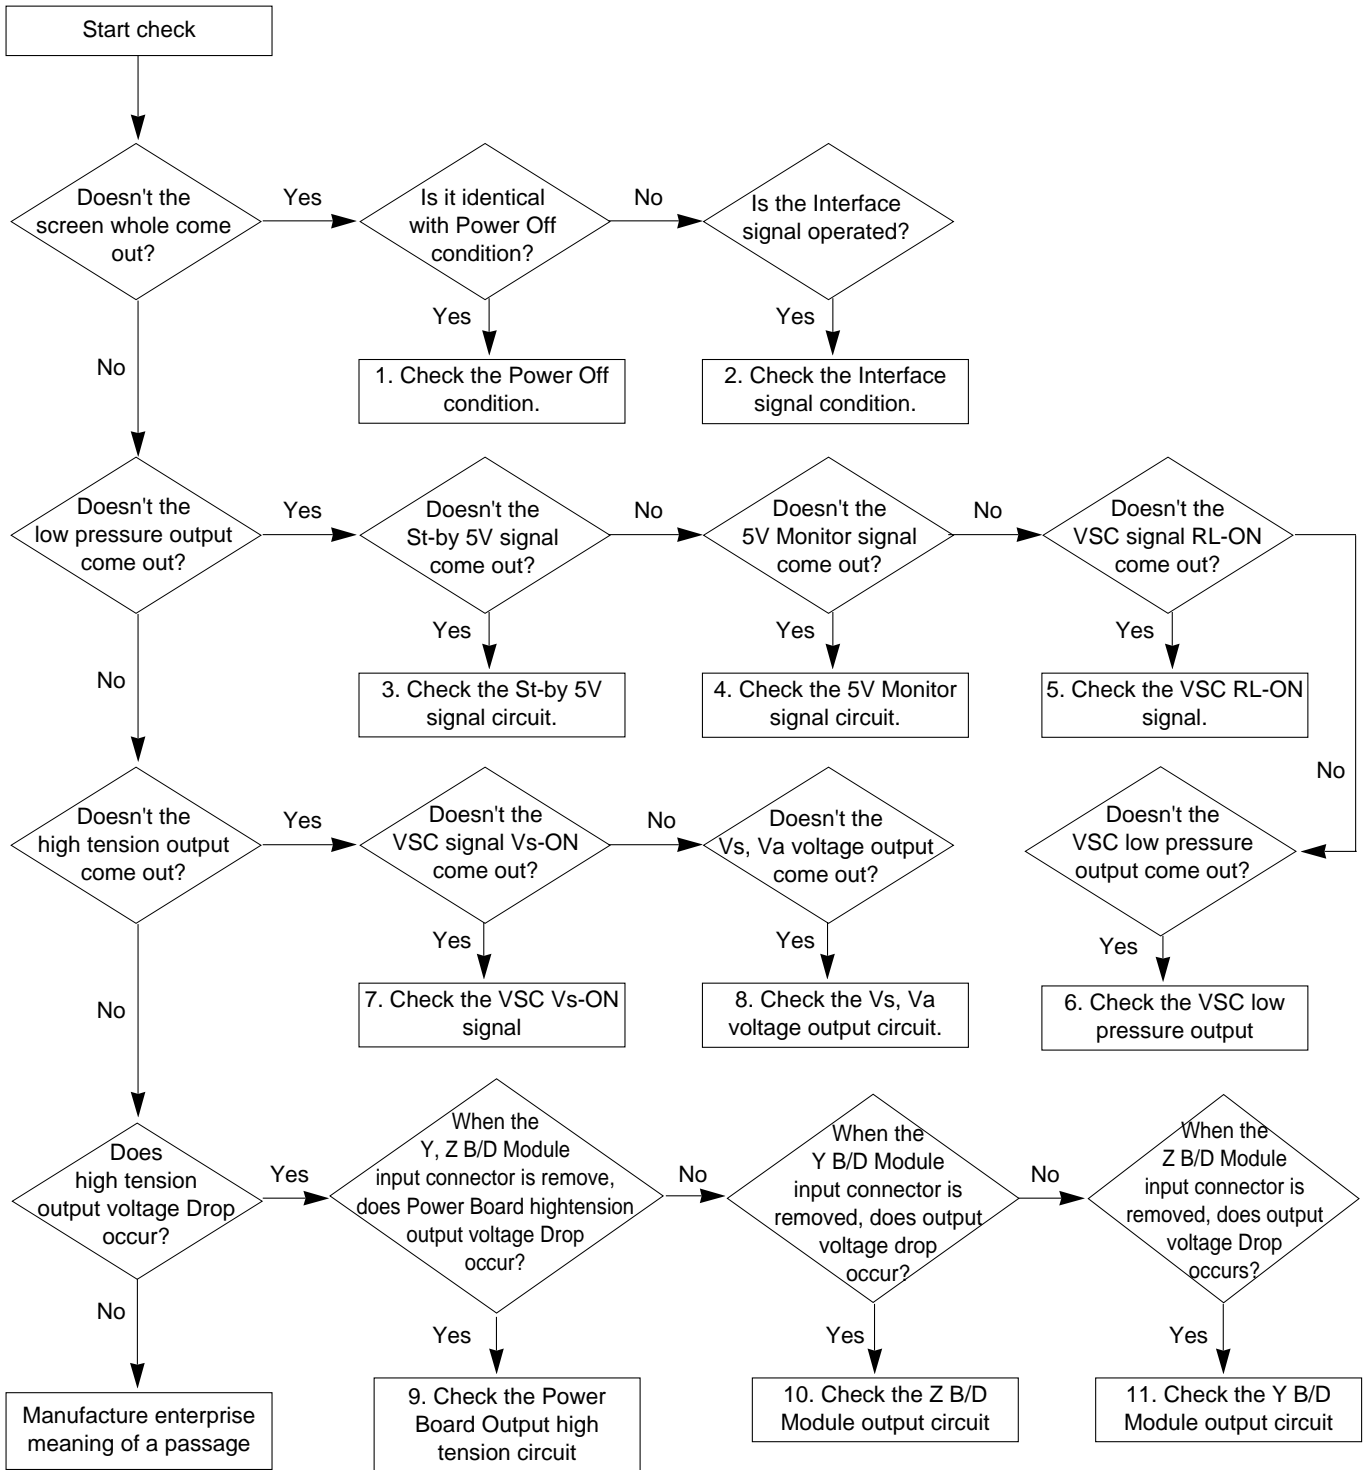 Start check
Doesn't the
screen whole come
out?
Yes
Is it identical
with Power Off
condition?
No
Is the Interface
signal operated?
Yes
Yes
No
1. Check the Power Off
condition.
2. Check the Interface
signal condition.
Doesn't the
low pressure output
come out?
Yes
Doesn't the
St-by 5V signal
come out?
No
Doesn't the
5V Monitor signal
come out?
No
Doesn't the
VSC signal RL-ON
come out?
Yes
Yes
Yes
No
3. Check the St-by 5V
signal circuit.
4. Check the 5V Monitor
signal circuit.
5. Check the VSC RL-ON
signal.
No
Doesn't the
high tension output
come out?
Yes
Doesn't the
VSC signal Vs-ON
come out?
No
Doesn't the
Vs, Va voltage output
come out?
Doesn't the
VSC low pressure
output come out?
Yes
Yes
Yes
No
7. Check the VSC Vs-ON
signal
8. Check the Vs, Va
voltage output circuit.
6. Check the VSC low
pressure output
Does
high tension
output voltage Drop
occur?
Yes
When the
Y, Z B/D Module
input connector is remove,
does Power Board hightension
output voltage Drop
occur?
No
When the
Y B/D Module
input connector is
removed, does output
voltage drop
occur?
No
When the
Z B/D Module
input connector is
removed, does output
voltage Drop
occurs?
No
Yes
Yes
Yes
Manufacture enterprise
meaning of a passage
9. Check the Power
Board Output high
tension circuit
10. Check the Z B/D
Module output circuit
11. Check the Y B/D
Module output circuit